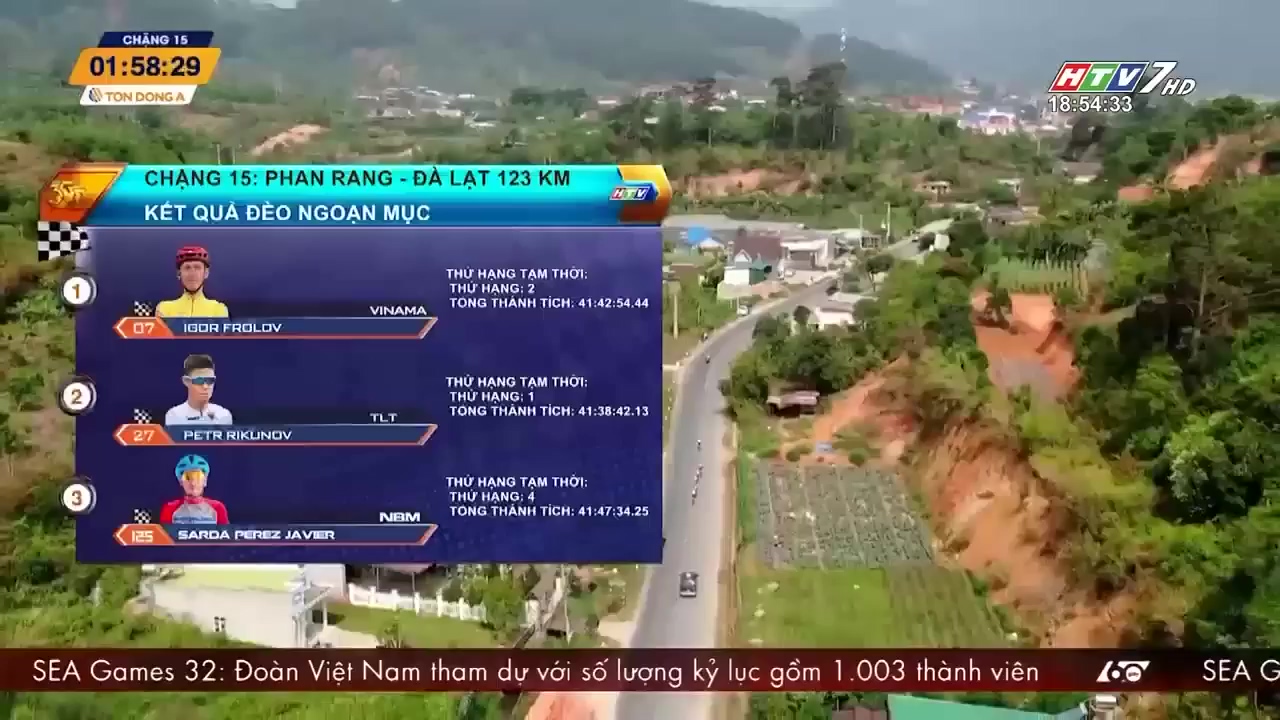 CHẶNG 15
01:58:29
TON DONG A
HTV7 HD
18:54:33
CHẶNG 15: PHAN RANG - ĐÀ LẠT 123 KM
KẾT QUẢ ĐÈO NGOẠN MỤC
HTV
1
VINAMA
07 IGOR FROLOV
THỨ HẠNG TẠM THỜI:
THỨ HẠNG: 2
TỔNG THÀNH TÍCH: 41:42:54.44
2
TLT
27 PETR RIKUNOV
THỨ HẠNG TẠM THỜI:
THỨ HẠNG: 1
TỔNG THÀNH TÍCH: 41:38:42.13
3
NBM
125 SARDA PEREZ JAVIER
THỨ HẠNG TẠM THỜI:
THỨ HẠNG: 4
TỔNG THÀNH TÍCH: 41:47:34.25
SEA Games 32: Đoàn Việt Nam tham dự với số lượng kỷ lục gồm 1.003 thành viên
SEA G